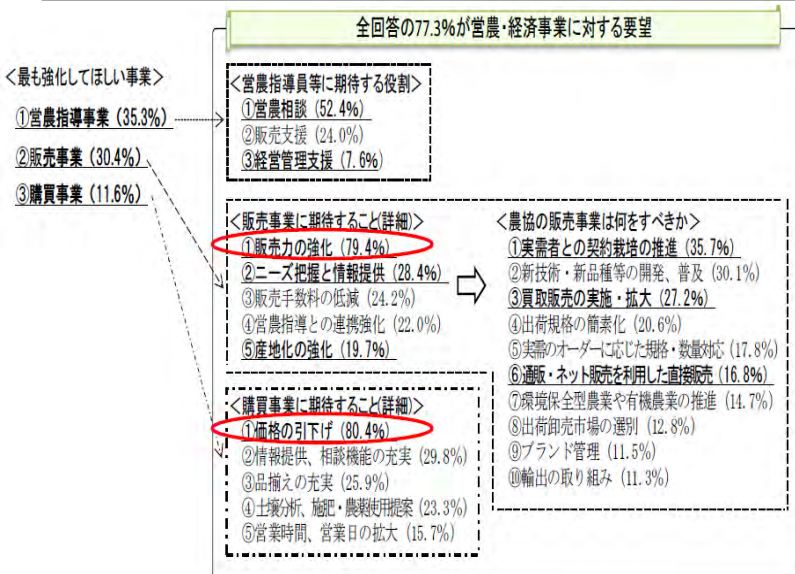 全回答の77.3%が営農・経済事業に対する要望
<最も強化してほしい事業>
①営農指導事業(35.3%)
②販売事業(30.4%)
③購買事業(11.6%)
<営農指導員等に期待する役割>
①営農相談(52.4%)
②販売支援(24.0%)
③経営管理支援(7.6%)
<販売事業に期待すること(詳細)>
①販売力の強化(79.4%)
②ニーズ把握と情報提供(28.4%)
③販売手数料の低減(24.2%)
④営農指導との連携強化(22.0%)
⑤産地化の強化(19.7%)
<農協の販売事業は何をすべきか>
①実需者との契約栽培の推進(35.7%)
②新技術・新品種等の開発、普及(30.1%)
③買取販売の実施・拡大(27.2%)
④出荷規格の簡素化(20.6%)
⑤実需のオーダーに応じた規格・数量対応(17.8%)
⑥通販・ネット販売を利用した直接販売(16.8%)
⑦環境保全型農業や有機農業の推進(14.7%)
⑧出荷卸売市場の選別(12.8%)
⑨ブランド管理(11.5%)
⑩輸出の取り組み(11.3%)
<購買事業に期待すること(詳細)>
①価格の引下げ(80.4%)
②情報提供、相談機能の充実(29.8%)
③品揃えの充実(25.9%)
④土壌分析、施肥・農薬使用提案(23.3%)
⑤営業時間、営業日の拡大(15.7%)